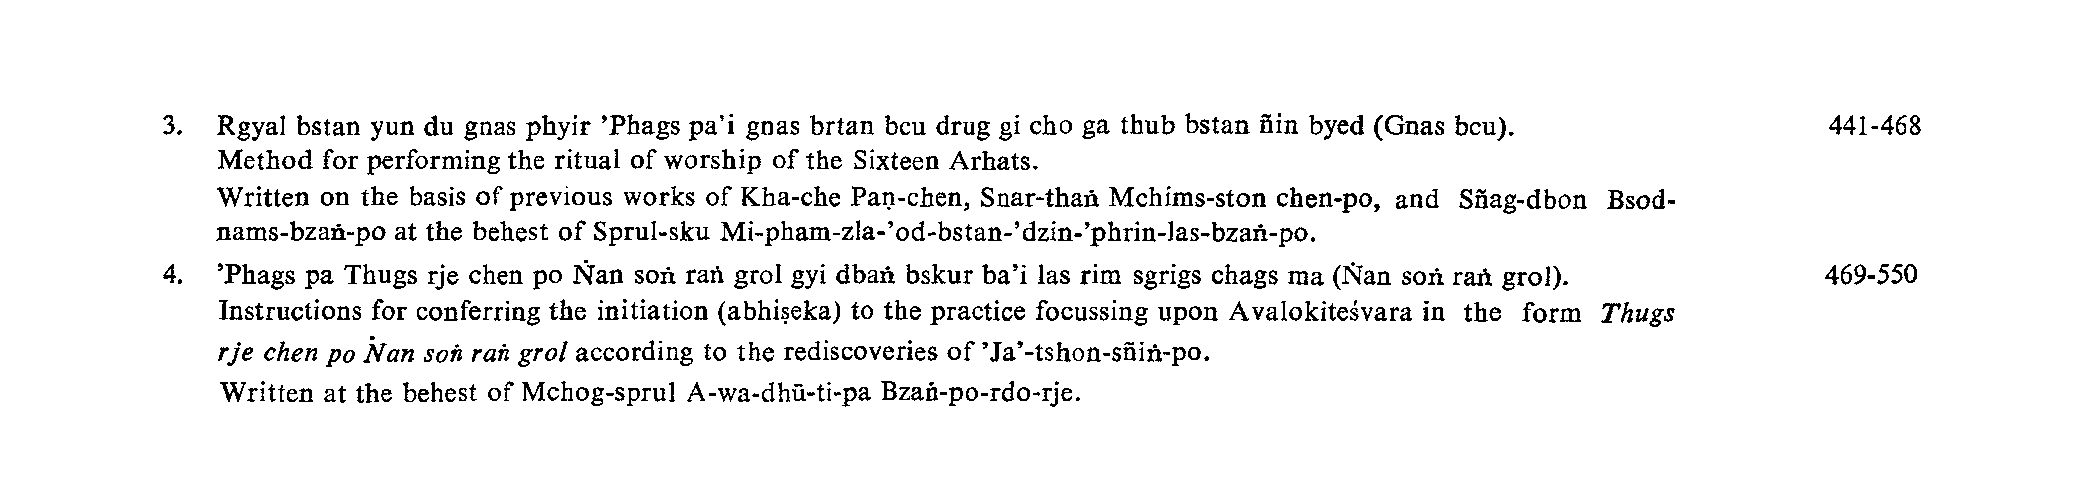 3. Rgyal bstan yun du gnas phyir ’Phags pa’i gnas brtan bcu drug gi cho ga thub bstan ñin byed (Gnas bcu). 441-468
Method for performing the ritual of worship of the Sixteen Arhats.
Written on the basis of previous works of Kha-che Paṇ-chen, Snar-thaṅ Mchims-ston chen-po, and Sñag-dbon Bsod-
nams-bzaṅ-po at the behest of Sprul-sku Mi-pham-zla-’od-bstan-’dzin-’phrin-las-bzaṅ-po.
4. ’Phags pa Thugs rje chen po Ṅan soṅ raṅ grol gyi dbaṅ bskur ba’i las rim sgrigs chags ma (Ṅan soṅ raṅ grol). 469-550
Instructions for conferring the initiation (abhiṣeka) to the practice focussing upon Avalokiteśvara in the form Thugs
rje chen po Ṅan soṅ raṅ grol according to the rediscoveries of ’Ja’-tshon-sñiṅ-po.
Written at the behest of Mchog-sprul A-wa-dhū-ti-pa Bzaṅ-po-rdo-rje.